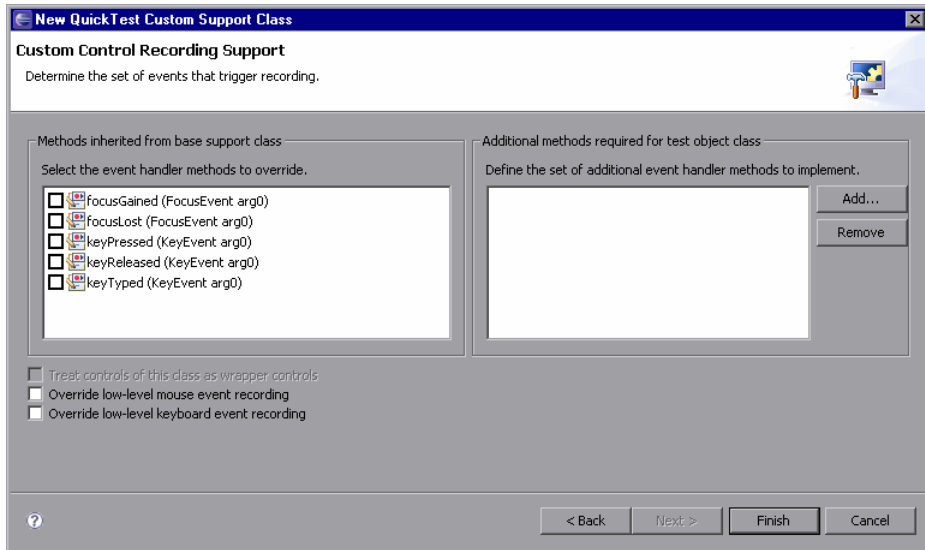 New QuickTest Custom Support Class
Custom Control Recording Support
Determine the set of events that trigger recording.
Methods inherited from base support class
Select the event handler methods to override.
focusGained (FocusEvent arg0)
focusLost (FocusEvent arg0)
keyPressed (KeyEvent arg0)
keyReleased (KeyEvent arg0)
keyTyped (KeyEvent arg0)
Additional methods required for test object class
Define the set of additional event handler methods to implement.
Add...
Remove
Treat controls of this class as wrapper controls
Override low-level mouse event recording
Override low-level keyboard event recording
?
< Back
Next >
Finish
Cancel